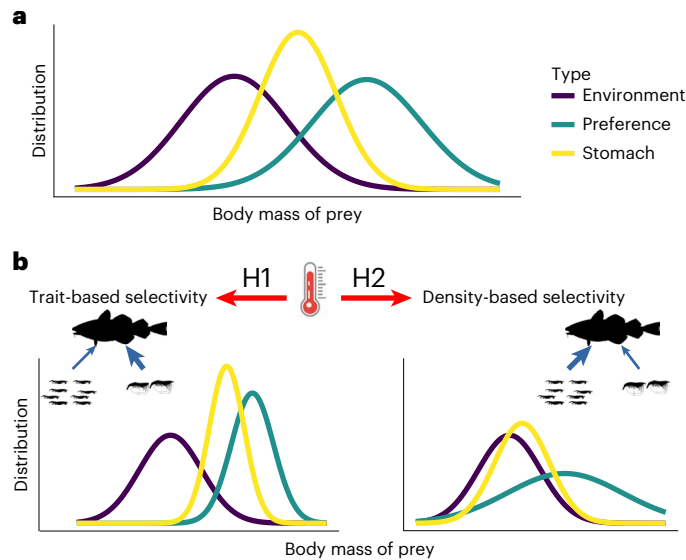 a
Distribution
Body mass of prey
Type
Environment
Preference
Stomach
b
H1
H2
Trait-based selectivity
Density-based selectivity
Distribution
Body mass of prey